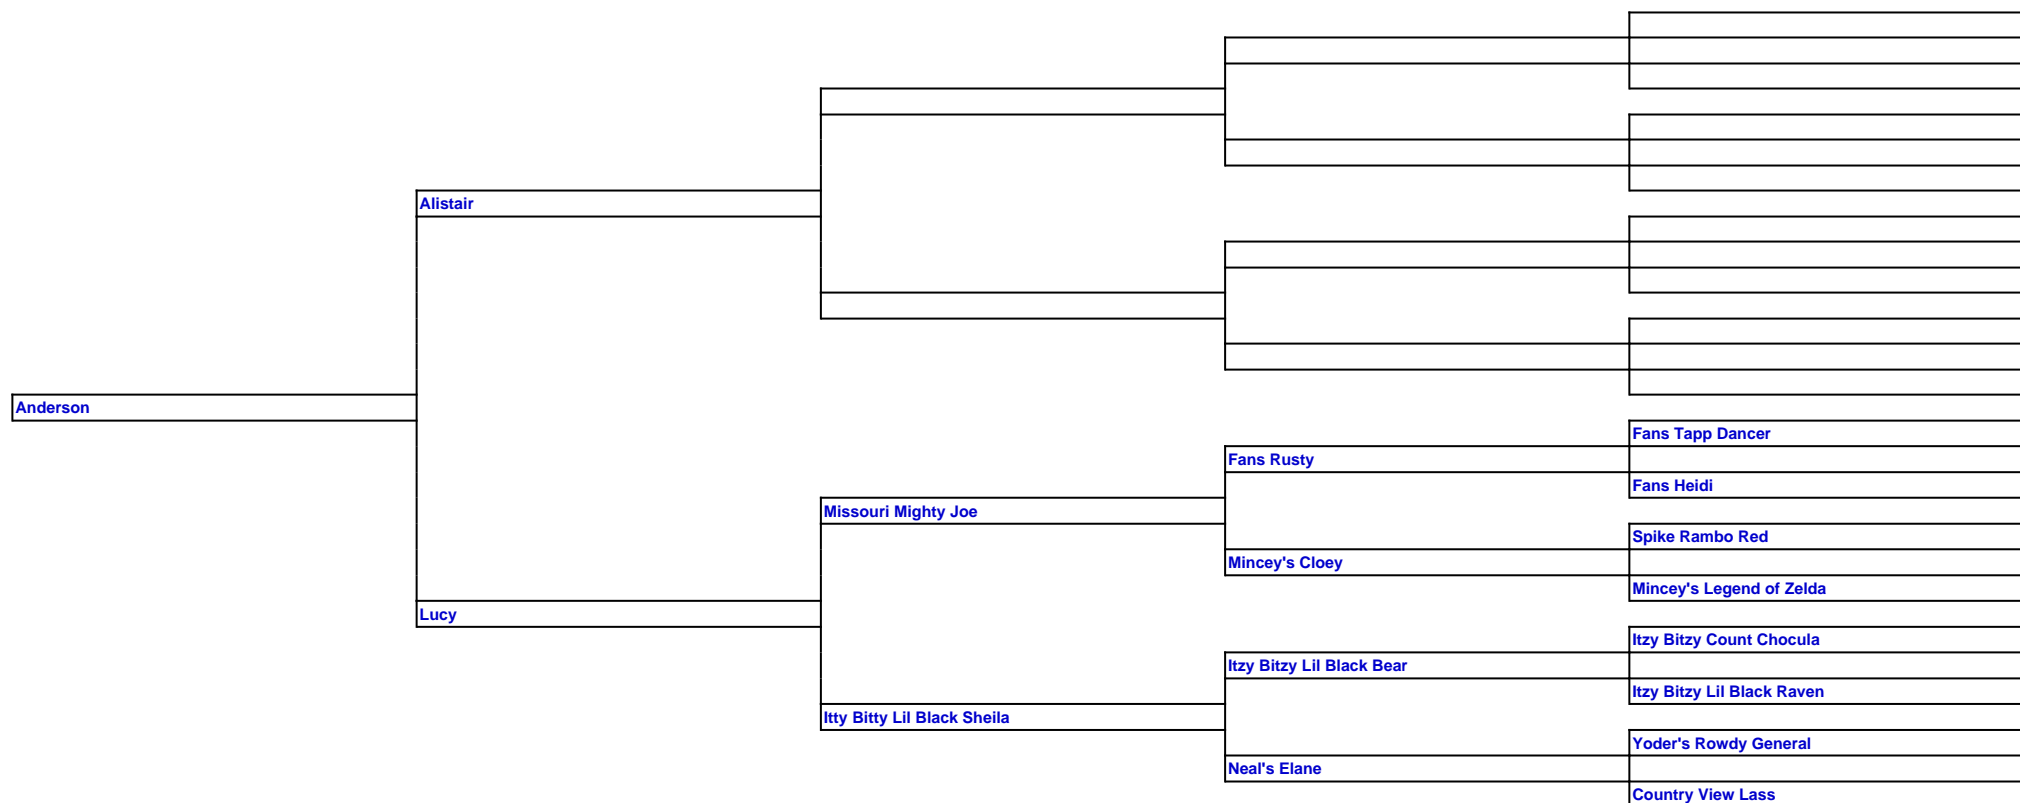 Alistair
Anderson
Fans Tapp Dancer
Fans Rusty
Fans Heidi
Missouri Mighty Joe
Spike Rambo Red
Mincey's Cloey
Mincey's Legend of Zelda
Lucy
Itzy Bitzy Count Chocula
Itzy Bitzy Lil Black Bear
Itzy Bitzy Lil Black Raven
Itty Bitty Lil Black Sheila
Yoder's Rowdy General
Neal's Elane
Country View Lass